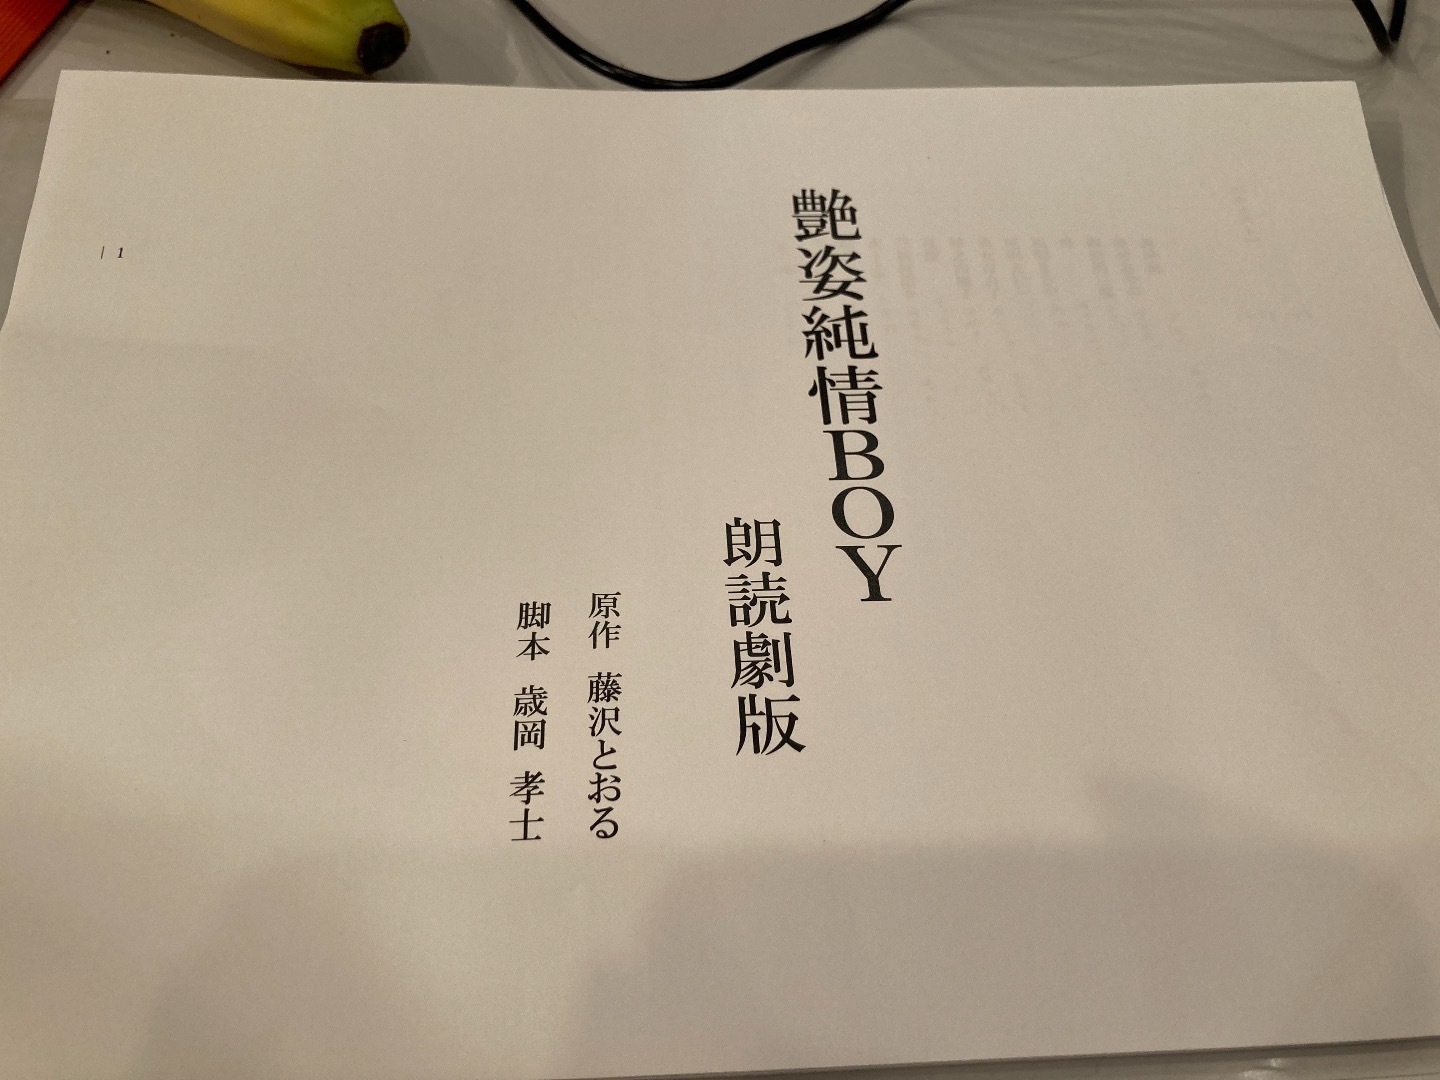 艶姿純情BOY
朗読劇版
原作 藤沢とおる
脚本 歳岡 孝士
| 1